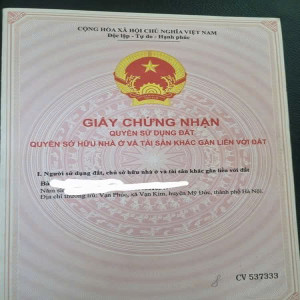 CỘNG HÒA XÃ HỘI CHỦ NGHĨA VIỆT NAM
Độc lập - Tự do - Hạnh phúc
GIẤY CHỨNG NHẬN
QUYỀN SỬ DỤNG ĐẤT
QUYỀN SỞ HỮU NHÀ Ở VÀ TÀI SẢN KHÁC GẮN LIỀN VỚI ĐẤT
I. Người sử dụng đất, chủ sở hữu nhà ở và tài sản khác gắn liền với đất
Bà
Năm
Địa chỉ thường trú: Vạn Phúc, xã Vạn Kim, huyện Mỹ Đức, thành phố Hà Nội.
CV 537333